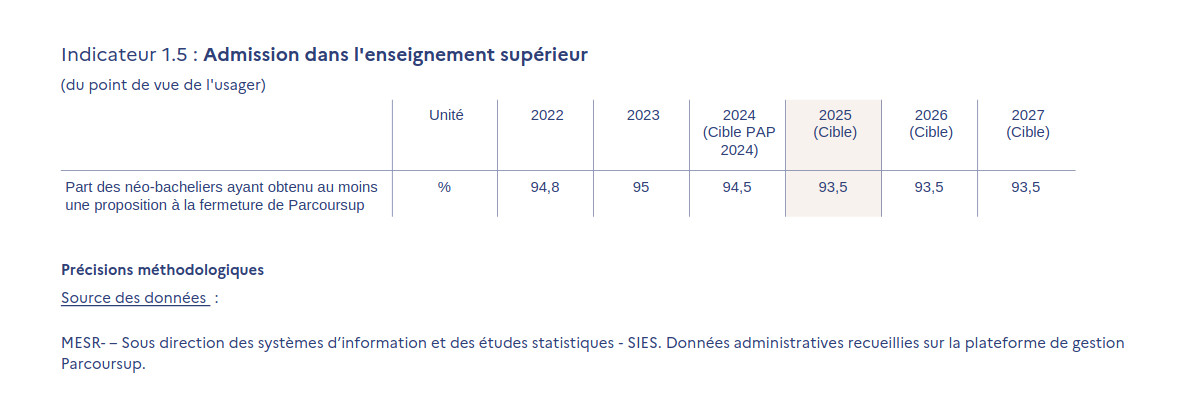 Indicateur 1.5 : Admission dans l'enseignement supérieur
(du point de vue de l'usager)
Unité 2022 2023 2024 2025 2026 2027
(Cible PAP (Cible) (Cible) (Cible)
2024)
Part des néo-bacheliers ayant obtenu au moins % 94,8 95 94,5 93,5 93,5 93,5
une proposition à la fermeture de Parcoursup
Précisions méthodologiques
Source des données :
MESR- – Sous direction des systèmes d’information et des études statistiques - SIES. Données administratives recueillies sur la plateforme de gestion
Parcoursup.